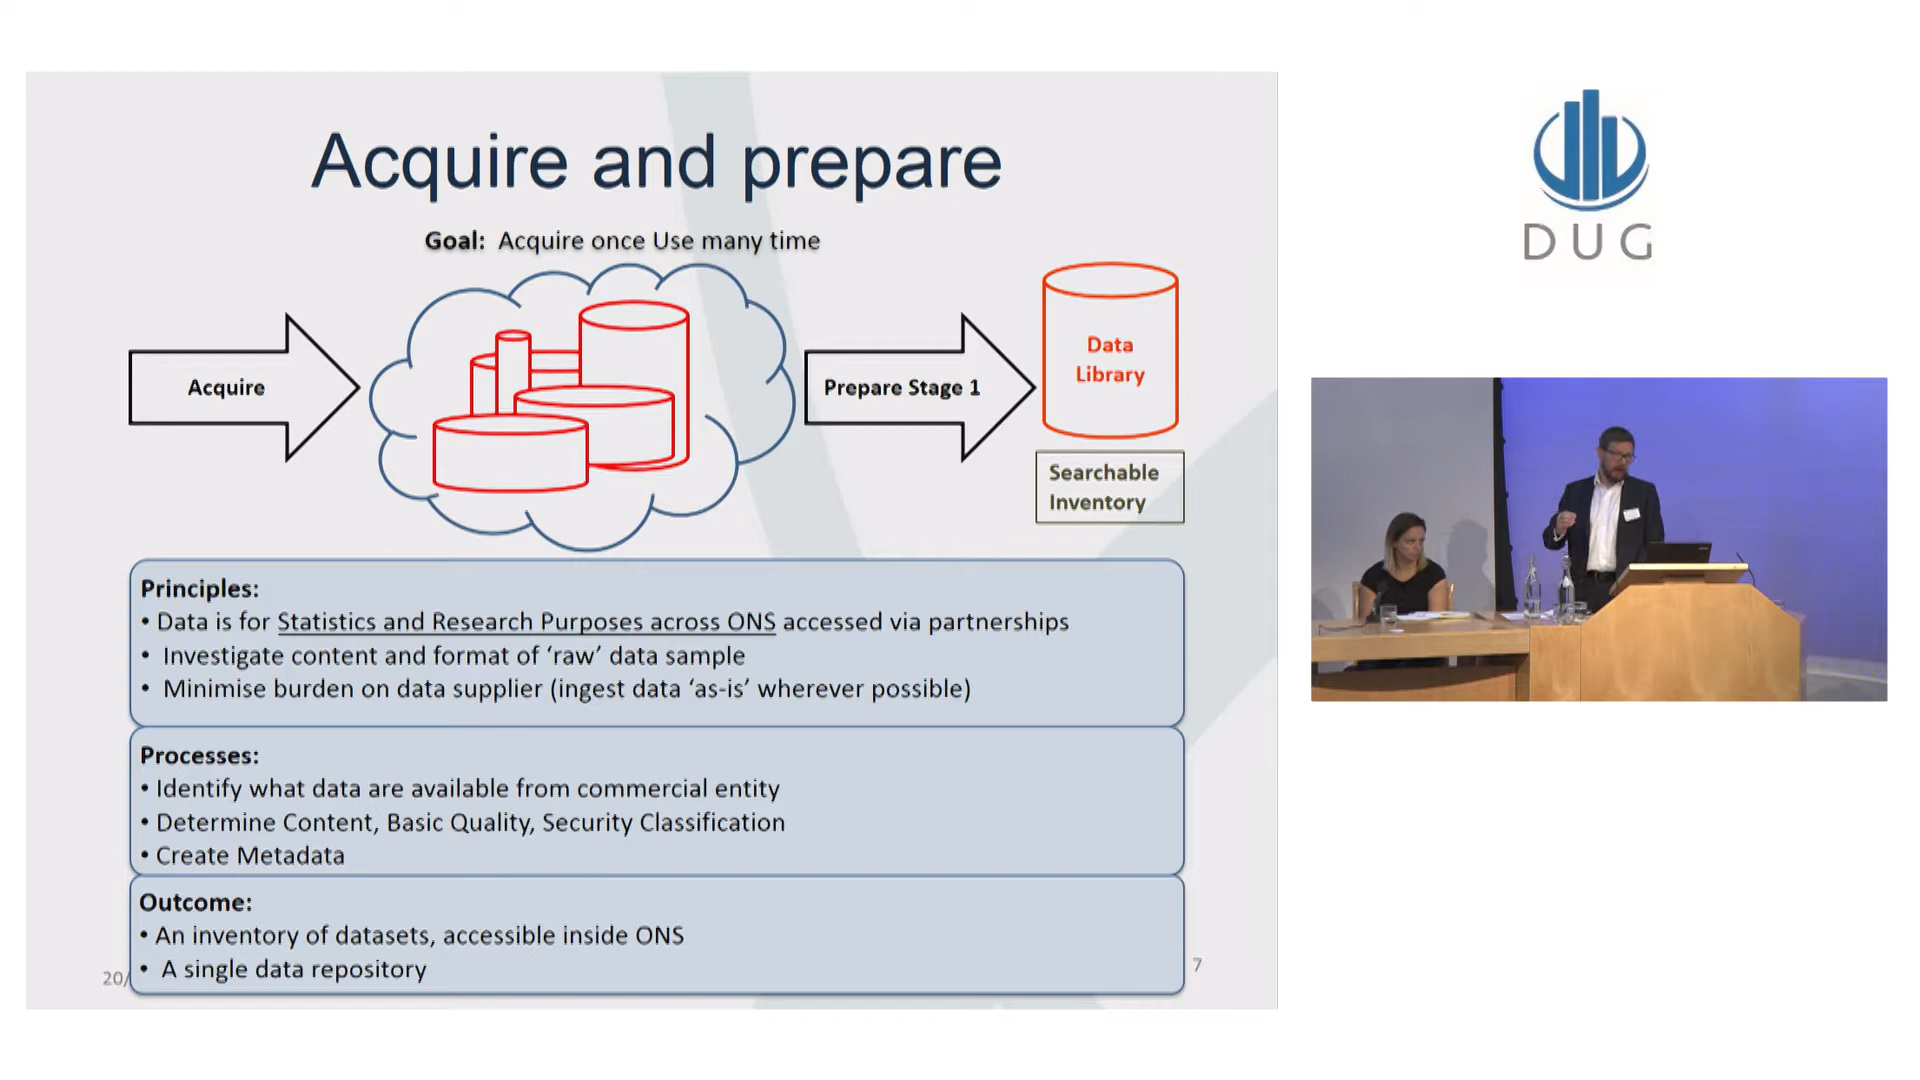 Acquire and prepare
Goal: Acquire once Use many time
Acquire
Prepare Stage 1
Data
Library
Searchable
Inventory
Principles:
• Data is for Statistics and Research Purposes across ONS accessed via partnerships
• Investigate content and format of ‘raw’ data sample
• Minimise burden on data supplier (ingest data ‘as-is’ wherever possible)
Processes:
• Identify what data are available from commercial entity
• Determine Content, Basic Quality, Security Classification
• Create Metadata
Outcome:
• An inventory of datasets, accessible inside ONS
• A single data repository
20/
7
DUG